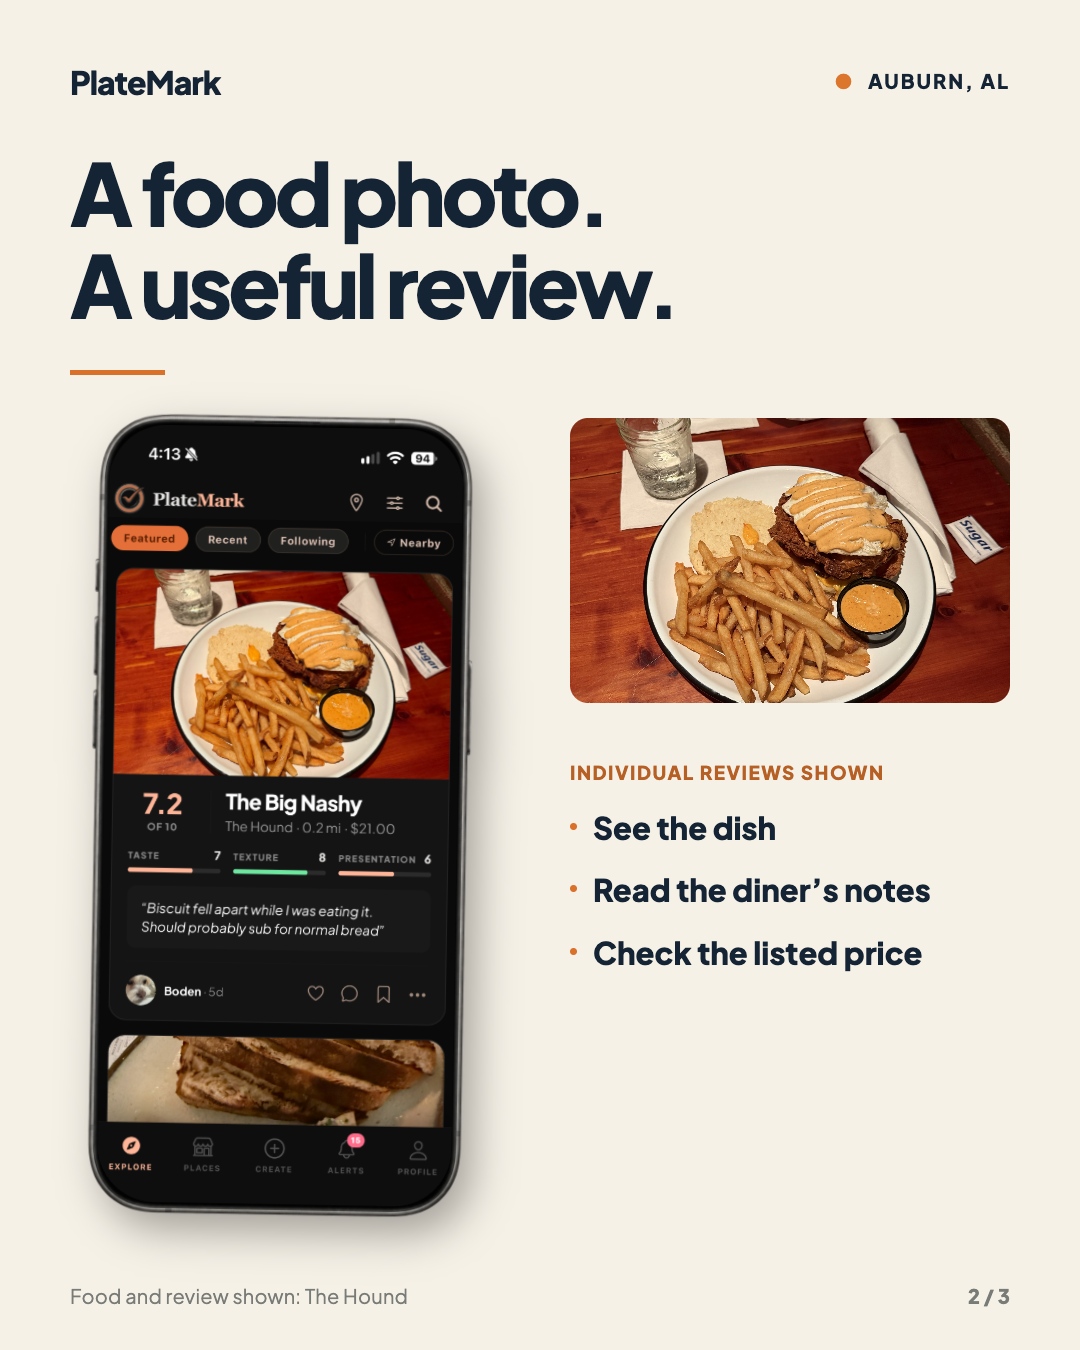 PlateMark
AUBURN, AL
A food photo.
A useful review.
4:13
94
PlateMark
Featured
Recent
Following
Nearby
Sugar
7.2
OF 10
The Big Nashy
The Hound · 0.2 mi · $21.00
TASTE 7
TEXTURE 8
PRESENTATION 6
“Biscuit fell apart while I was eating it.
Should probably sub for normal bread”
Boden · 5d
EXPLORE
PLACES
CREATE
15
ALERTS
PROFILE
Sugar
INDIVIDUAL REVIEWS SHOWN
• See the dish
• Read the diner’s notes
• Check the listed price
Food and review shown: The Hound
2 / 3